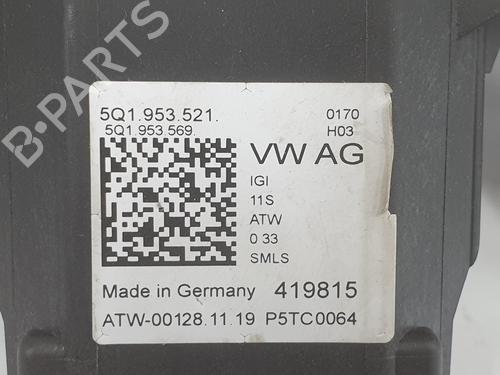 B-PARTS
5Q1.953.521. 0170
5Q1.953.569. H03
VW AG
IGI
11S
ATW
0 33
SMLS
Made in Germany 419815
ATW-00128.11.19 P5TC0064